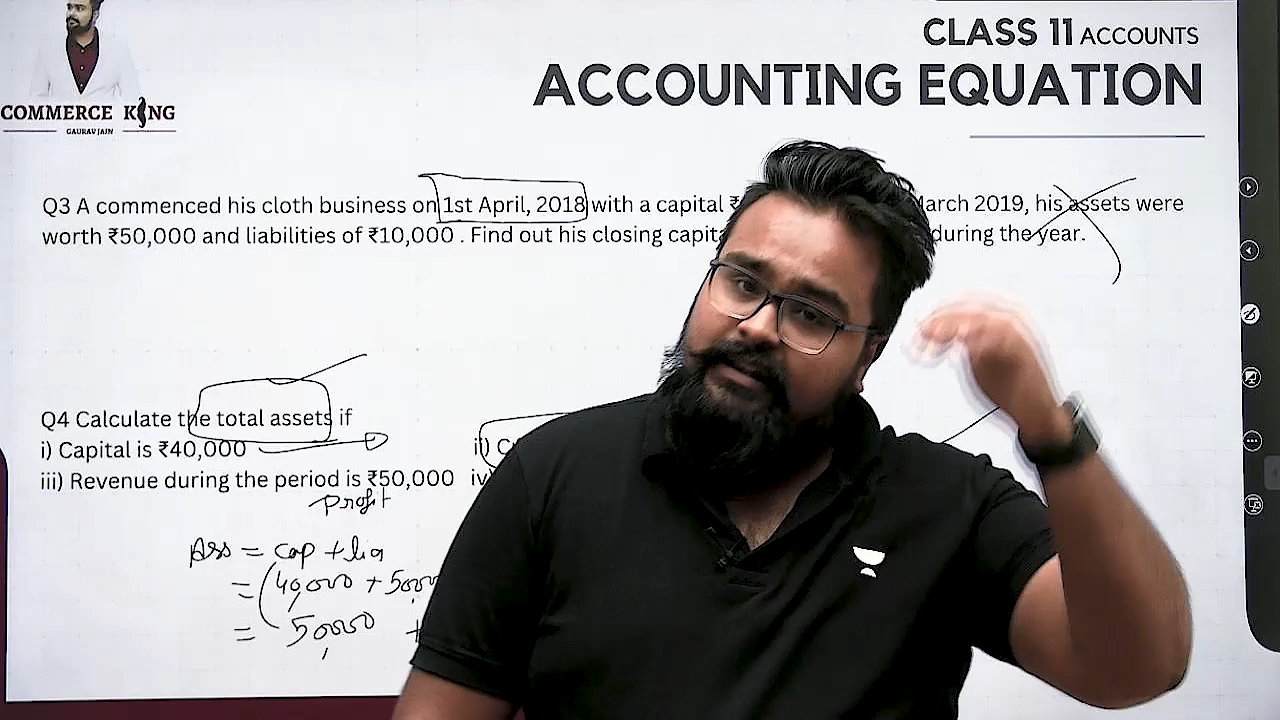 CLASS 11 ACCOUNTS
ACCOUNTING EQUATION
COMMERCE KING
GAURAV JAIN
Q3 A commenced his cloth business on 1st April, 2018 with a capital ₹ March 2019, his assets were
worth ₹50,000 and liabilities of ₹10,000 . Find out his closing during the year.
Q4 Calculate the total assets if
i) Capital is ₹40,000 ii)
iii) Revenue during the period is ₹50,000
Profit
Ass = cap + lia
= (40,000 +
= 50,000 +